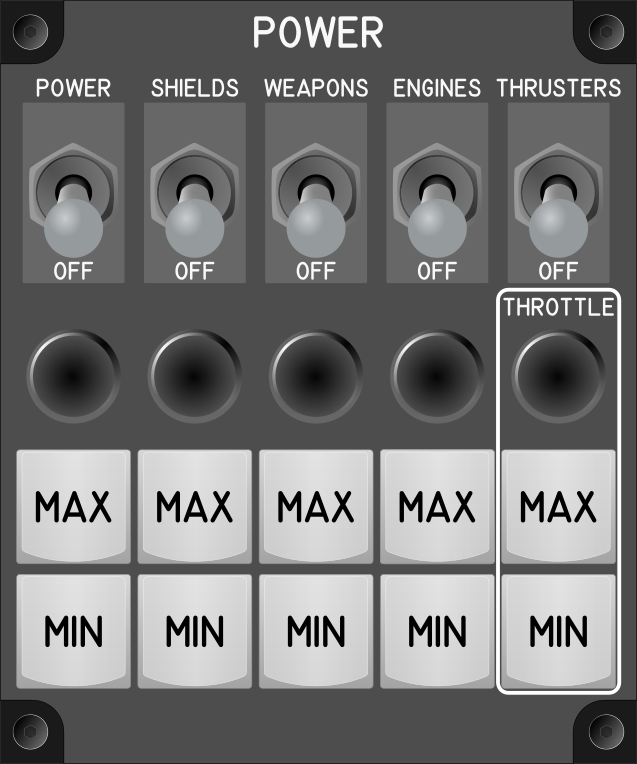 POWER
POWER SHIELDS WEAPONS ENGINES THRUSTERS
OFF OFF OFF OFF OFF
THROTTLE
MAX MAX MAX MAX MAX
MIN MIN MIN MIN MIN